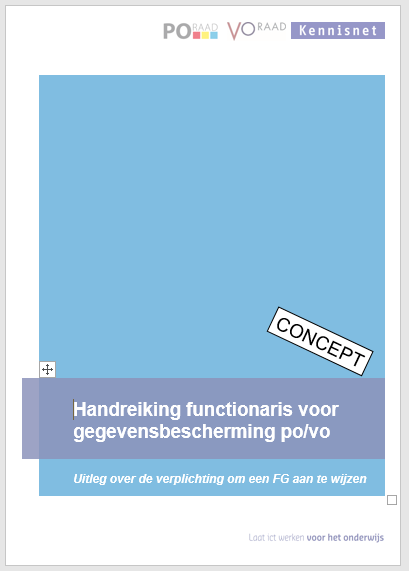 PO RAAD VO RAAD Kennisnet
CONCEPT
Handreiking functionaris voor
gegevensbescherming po/vo
Uitleg over de verplichting om een FG aan te wijzen
Laat ict werken voor het onderwijs